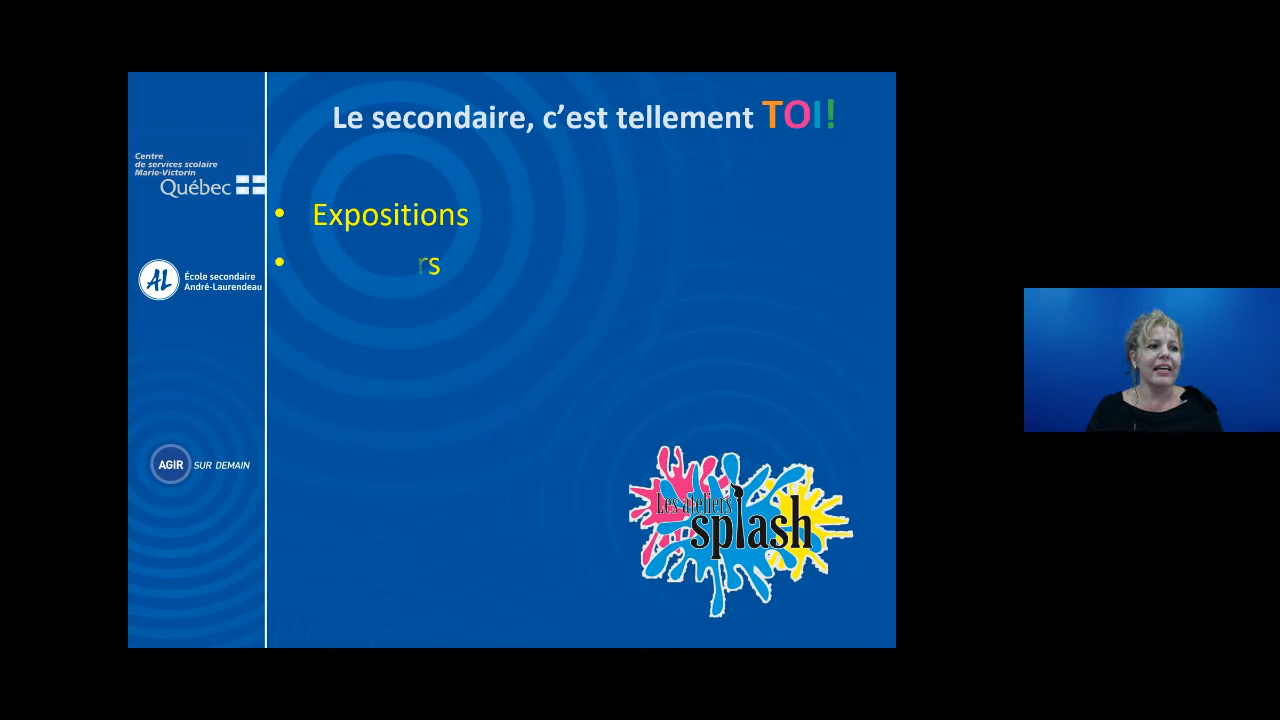 Le secondaire, c’est tellement TOI!
Centre
de services scolaire
Marie-Victorin
Québec
• Expositions
•
École secondaire
André-Laurendeau
AL
AGIR SUR DEMAIN
Les ateliers
splash